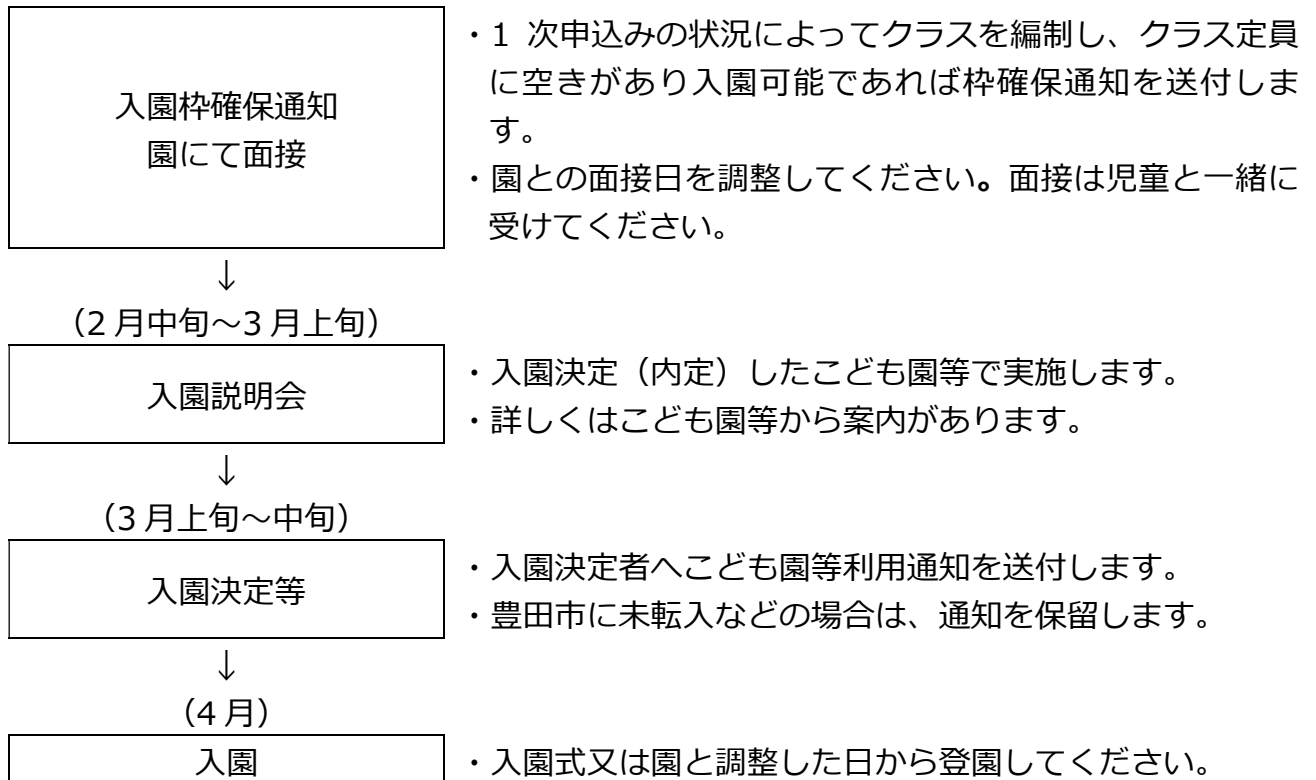 入園枠確保通知
園にて面接
・1 次申込みの状況によってクラスを編制し、クラス定員
に空きがあり入園可能であれば枠確保通知を送付しま
す。
・園との面接日を調整してください。面接は児童と一緒に
受けてください。
↓
（2 月中旬～3 月上旬）
入園説明会
・入園決定（内定）したこども園等で実施します。
・詳しくはこども園等から案内があります。
↓
（3 月上旬～中旬）
入園決定等
・入園決定者へこども園等利用通知を送付します。
・豊田市に未転入などの場合は、通知を保留します。
↓
（4 月）
入園
・入園式又は園と調整した日から登園してください。